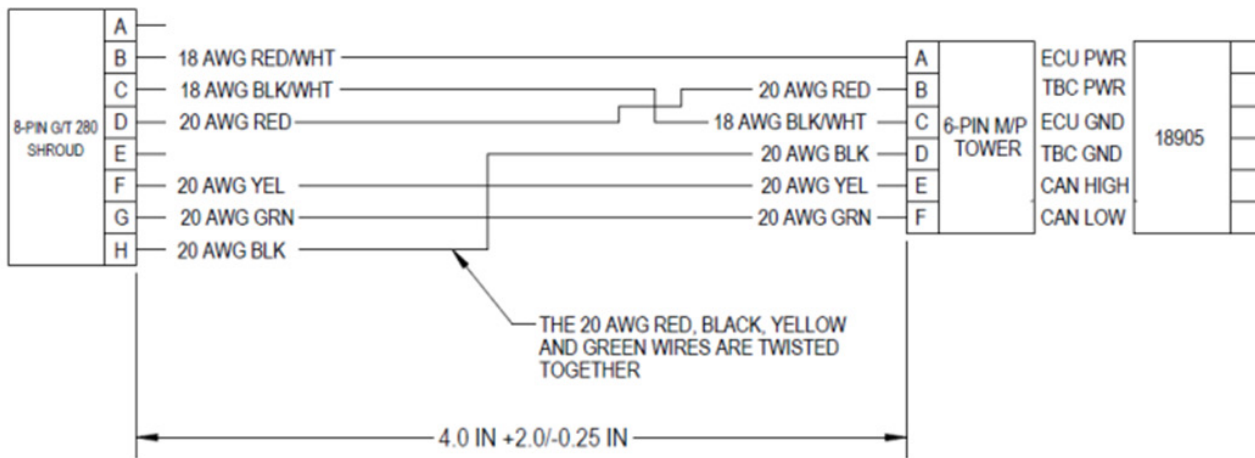 A
B 18 AWG RED/WHT A ECU PWR
C 18 AWG BLK/WHT 20 AWG RED B TBC PWR
8-PIN G/T 280
SHROUD
D 20 AWG RED 18 AWG BLK/WHT C ECU GND
6-PIN M/P
TOWER
18905
E 20 AWG BLK D TBC GND
F 20 AWG YEL 20 AWG YEL E CAN HIGH
G 20 AWG GRN 20 AWG GRN F CAN LOW
H 20 AWG BLK
THE 20 AWG RED, BLACK, YELLOW
AND GREEN WIRES ARE TWISTED
TOGETHER
4.0 IN +2.0/-0.25 IN